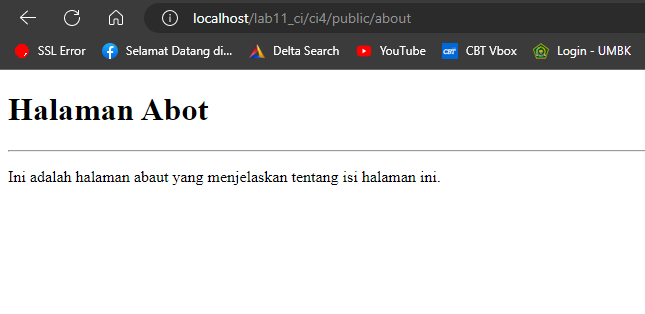 localhost/lab11_ci/ci4/public/about
SSL Error Selamat Datang di... Delta Search YouTube CBT CBT Vbox Login - UMBK
Halaman Abot
Ini adalah halaman abaut yang menjelaskan tentang isi halaman ini.